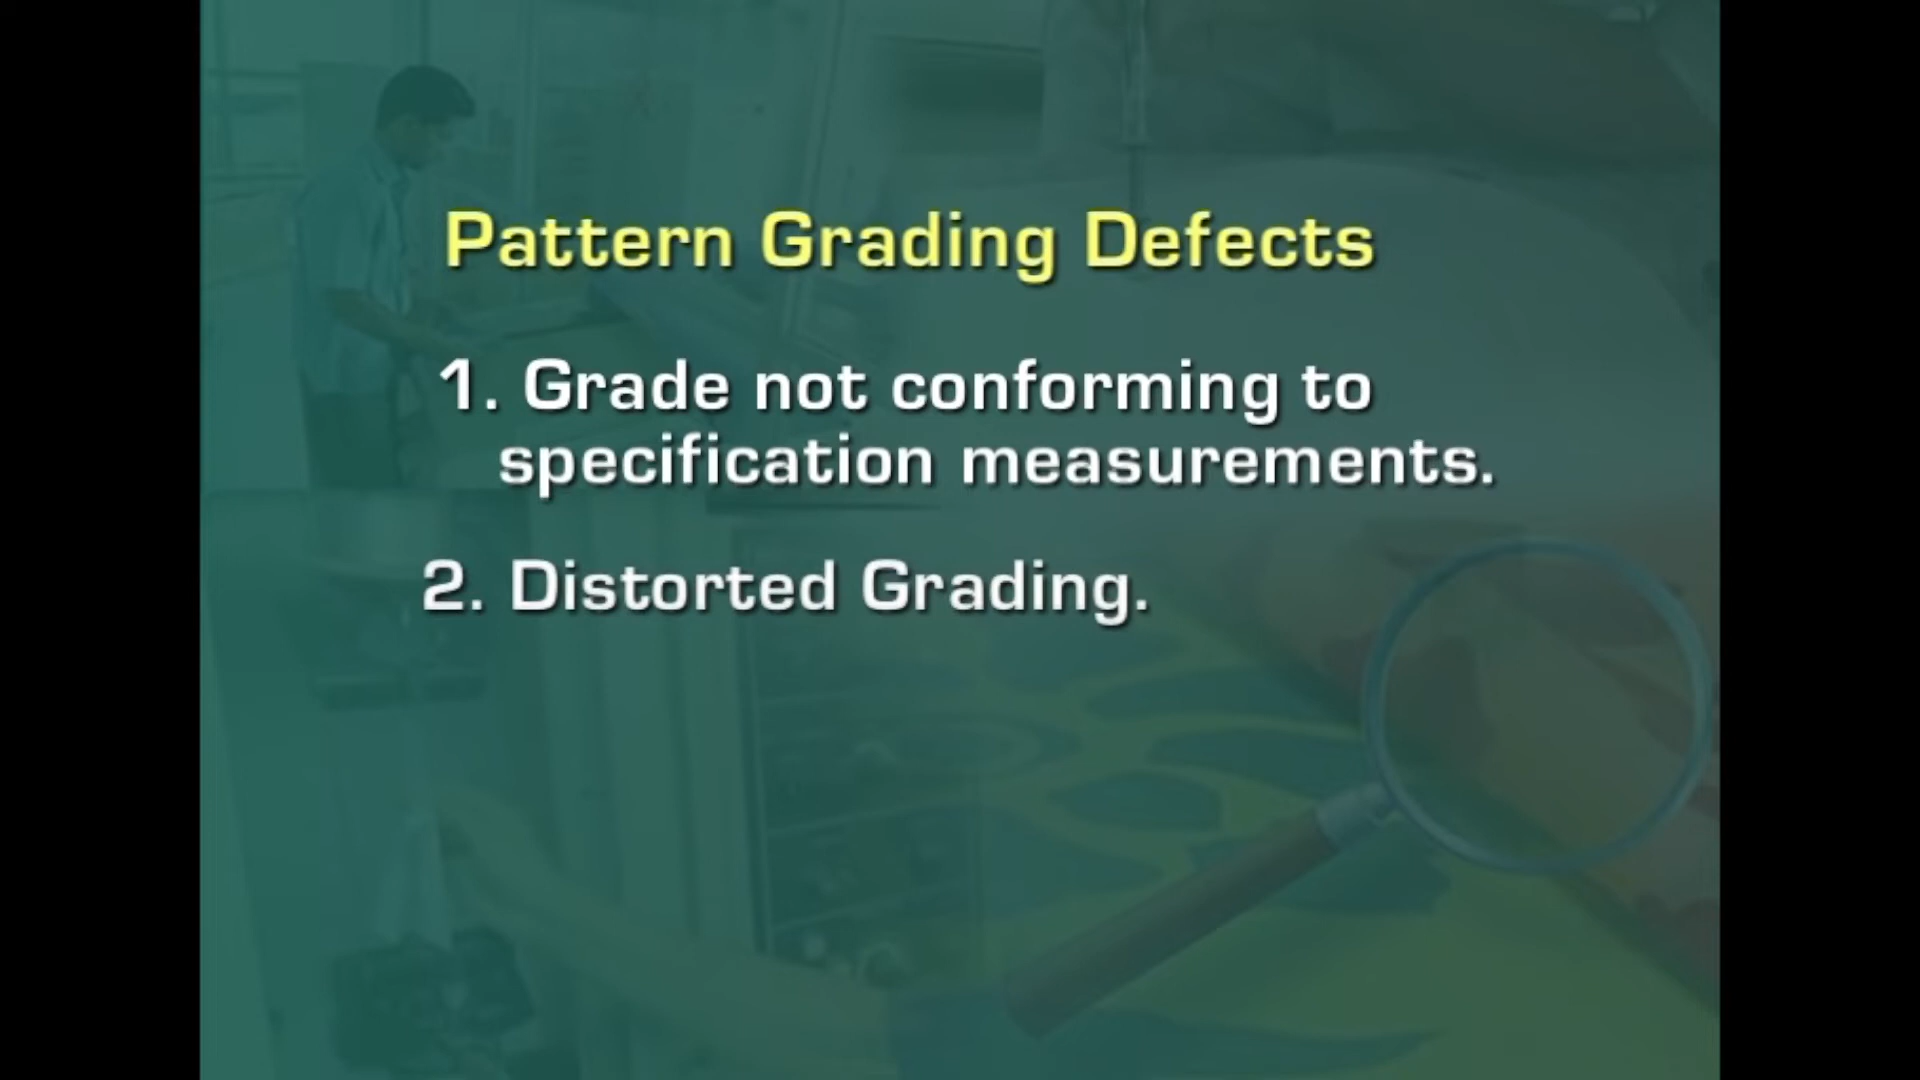 Pattern Grading Defects
1. Grade not conforming to
specification measurements.
2. Distorted Grading.